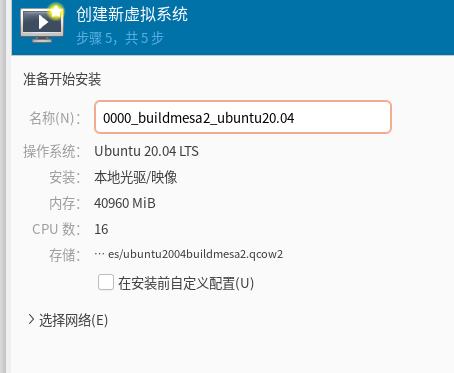 创建新虚拟系统
步骤 5，共 5 步
准备开始安装
名称(N)： 0000_buildmesa2_ubuntu20.04
操作系统： Ubuntu 20.04 LTS
安装： 本地光驱/映像
内存： 40960 MiB
CPU 数： 16
存储： ··· es/ubuntu2004buildmesa2.qcow2
在安装前自定义配置(U)
选择网络(E)